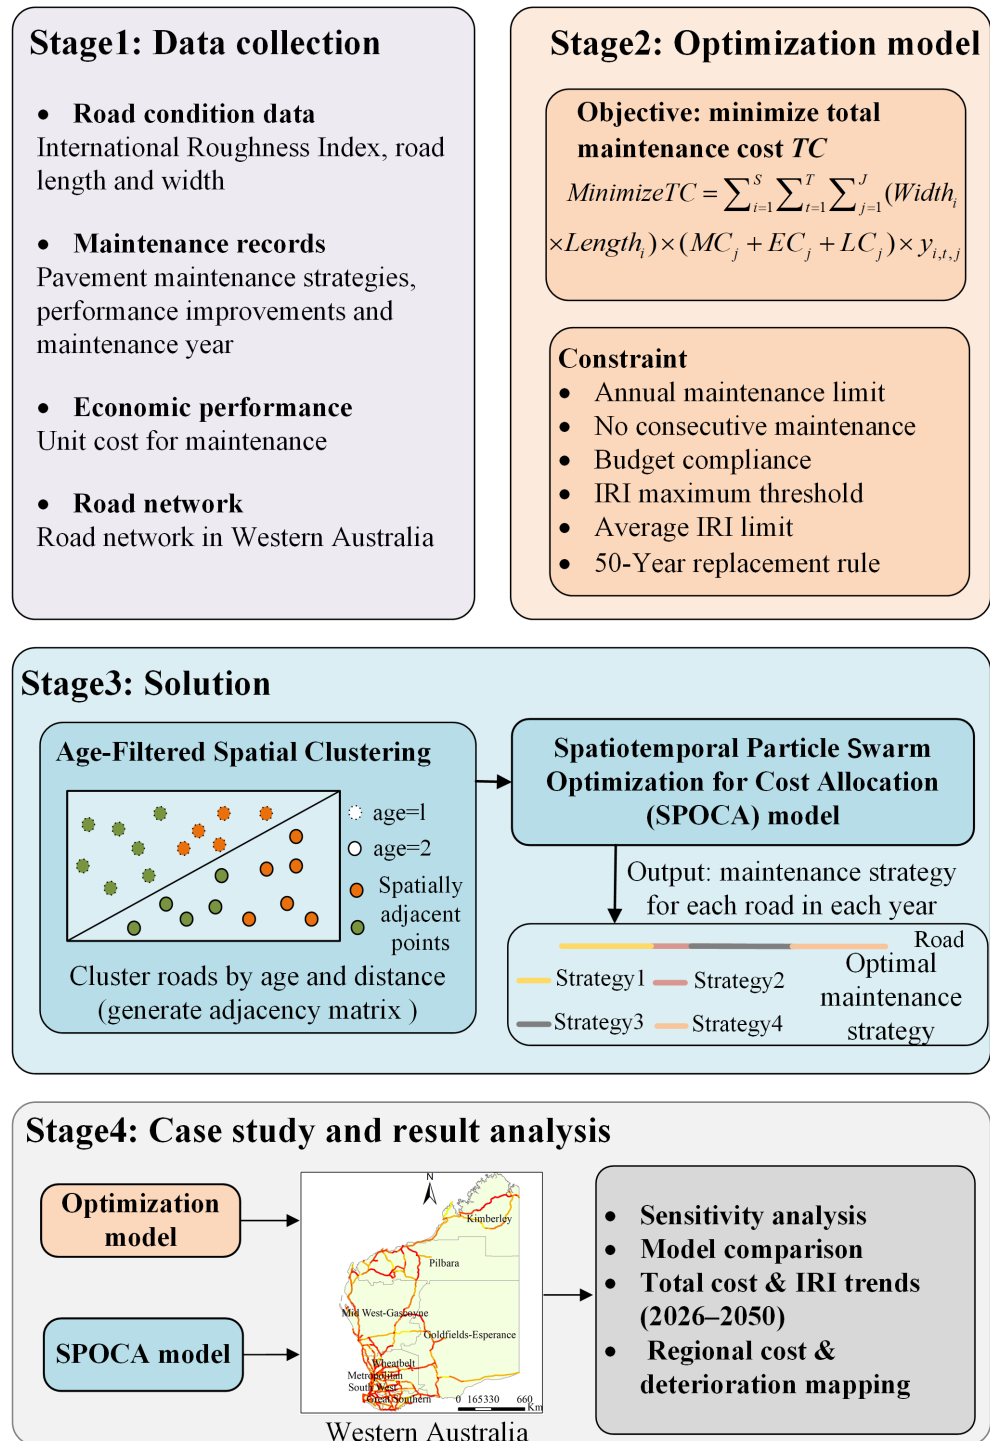 Stage1: Data collection
• Road condition data
International Roughness Index, road
length and width
• Maintenance records
Pavement maintenance strategies,
performance improvements and
maintenance year
• Economic performance
Unit cost for maintenance
• Road network
Road network in Western Australia
Stage2: Optimization model
Objective: minimize total
maintenance cost TC
MinimizeTC = ∑_{i=1}^{S} ∑_{t=1}^{T} ∑_{j=1}^{J} (Width_i
×Length_i) × (MC_j + EC_j + LC_j) × y_{i,t,j}
Constraint
• Annual maintenance limit
• No consecutive maintenance
• Budget compliance
• IRI maximum threshold
• Average IRI limit
• 50-Year replacement rule
Stage3: Solution
Age-Filtered Spatial Clustering
age=1
age=2
Spatially
adjacent
points
Cluster roads by age and distance
(generate adjacency matrix )
Spatiotemporal Particle Swarm
Optimization for Cost Allocation
(SPOCA) model
Output: maintenance strategy
for each road in each year
Road
Strategy1 Strategy2
Strategy3 Strategy4
Optimal
maintenance
strategy
Stage4: Case study and result analysis
Optimization
model
SPOCA model
N
Kimberley
Pilbara
Mid West-Gascoyne
Goldfields-Esperance
Wheatbelt
Metropolitan
South West
Great Southern
0 165330 660
Km
Western Australia
• Sensitivity analysis
• Model comparison
• Total cost & IRI trends
(2026–2050)
• Regional cost &
deterioration mapping